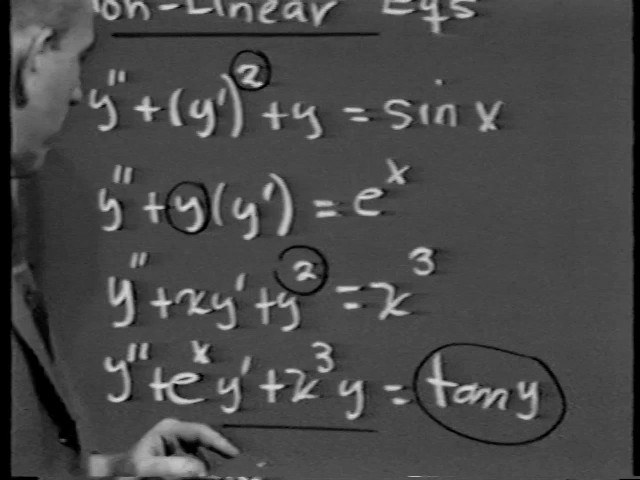 on-Linear Eqs
y" + (y')² + y = sin x
y" + y(y') = eˣ
y" + xy' + y² = x³
y" + eˣy' + x³y = tan y